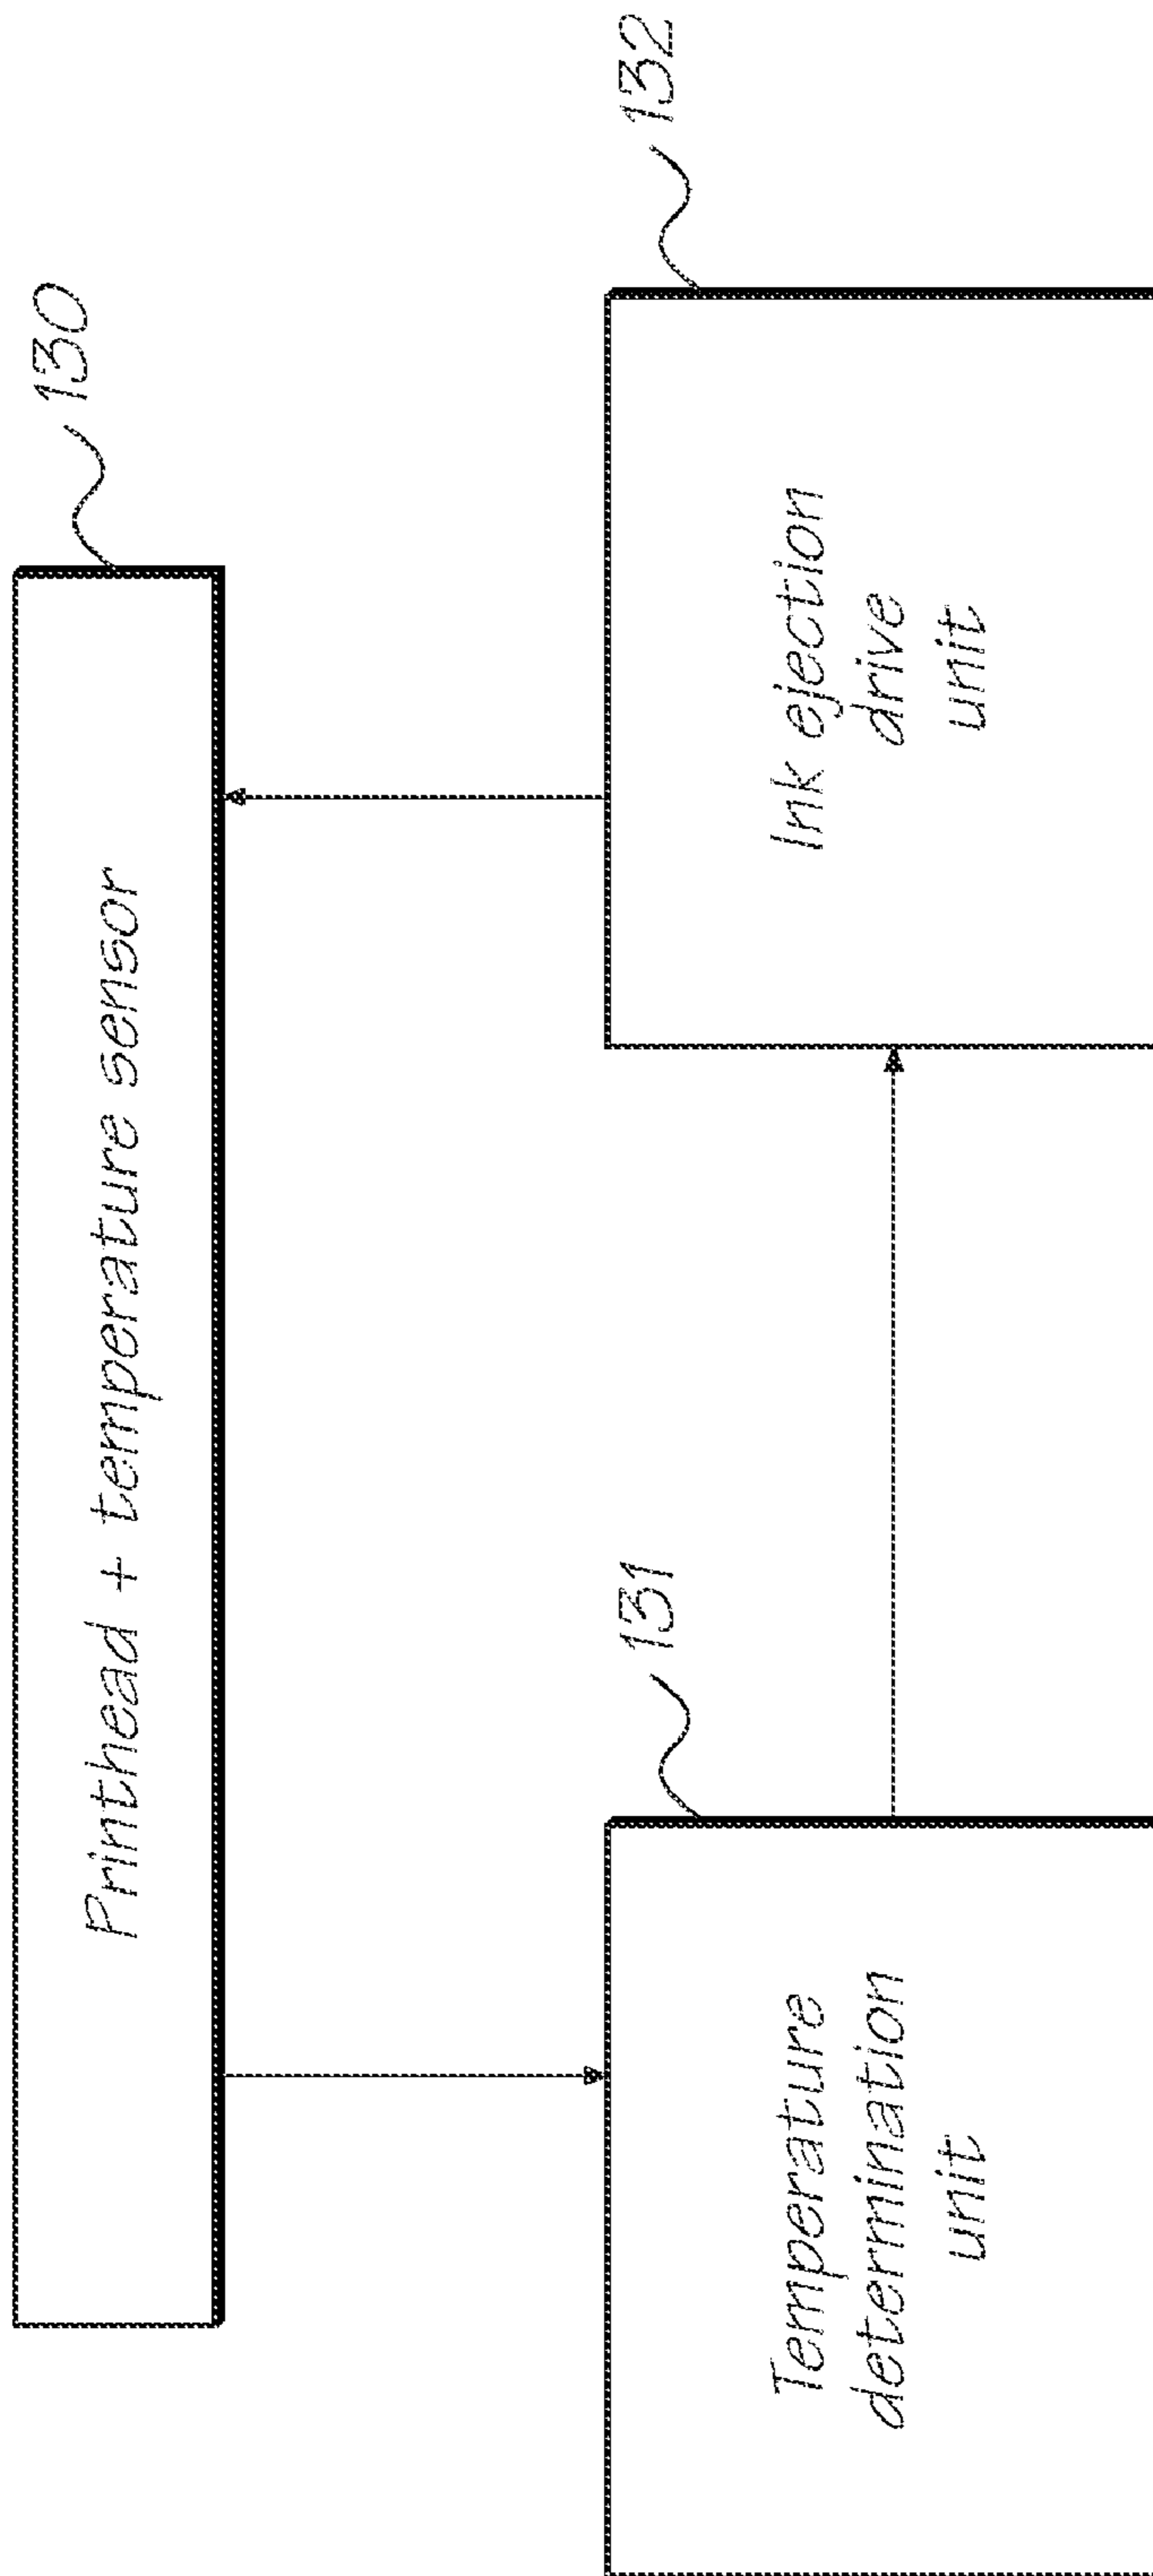 Printhead + temperature sensor
130
Temperature
determination
unit
131
Ink ejection
drive
unit
132